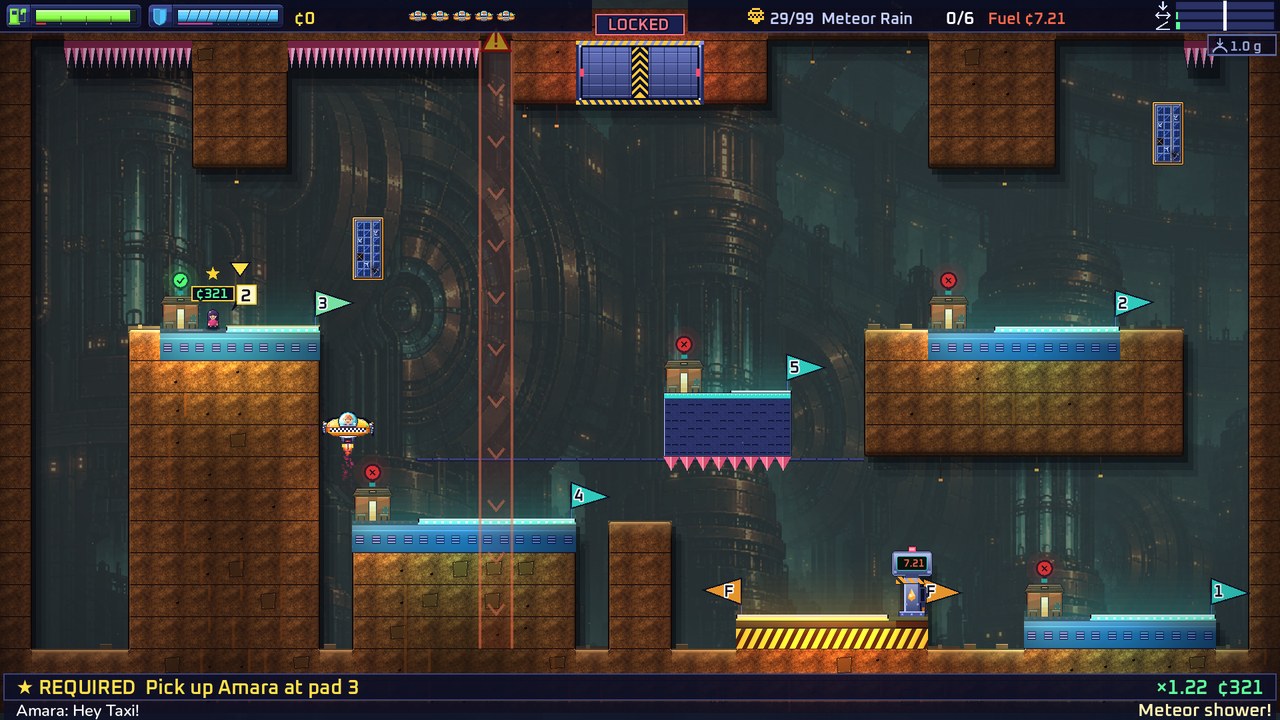 ¢0
LOCKED
29/99 Meteor Rain
0/6
Fuel ¢7.21
1.0 g
¢321
2
3
2
5
4
7.21
F
F
1
★ REQUIRED Pick up Amara at pad 3
×1.22 ¢321
Amara: Hey Taxi!
Meteor shower!